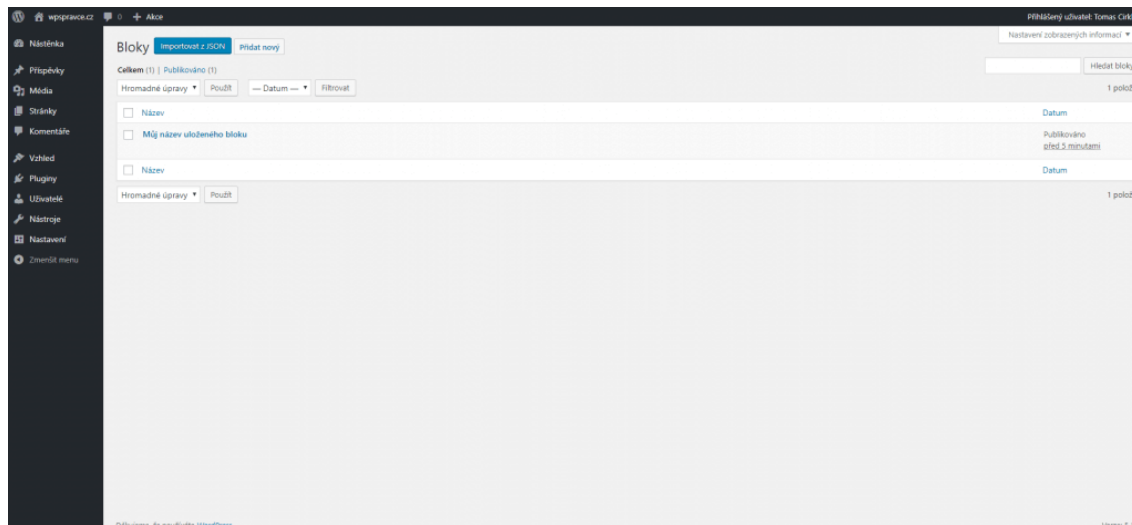 wpspravce.cz 0 + Akce Přihlášený uživatel: Tomas Cirkl
Nástěnka
Příspěvky
Média
Stránky
Komentáře
Vzhled
Pluginy
Uživatelé
Nástroje
Nastavení
Zmenšit menu
Nastavení zobrazených informací ▼
Bloky Importovat z JSON Přidat nový
Celkem (1) | Publikováno (1)
Hledat bloky
Hromadné úpravy ▼ Použít — Datum — ▼ Filtrovat 1 polož
Název Datum
Můj název uloženého bloku Publikováno
před 5 minutami
Název Datum
Hromadné úpravy ▼ Použít 1 polož